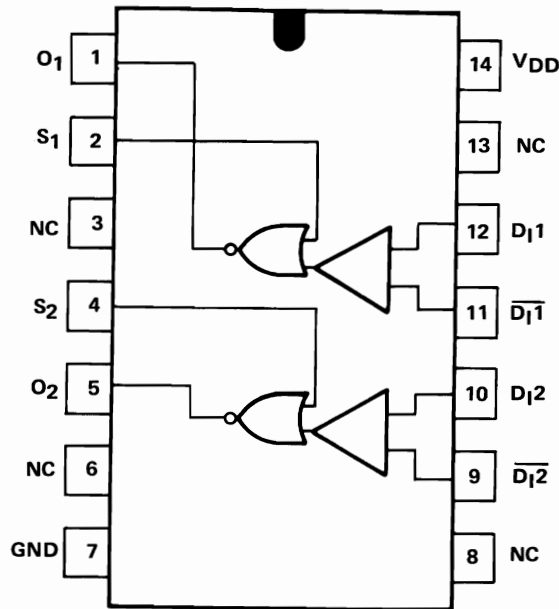 O1 1
S1 2
NC 3
S2 4
O2 5
NC 6
GND 7
14 VDD
13 NC
12 DI1
11 DI1
10 DI2
9 DI2
8 NC